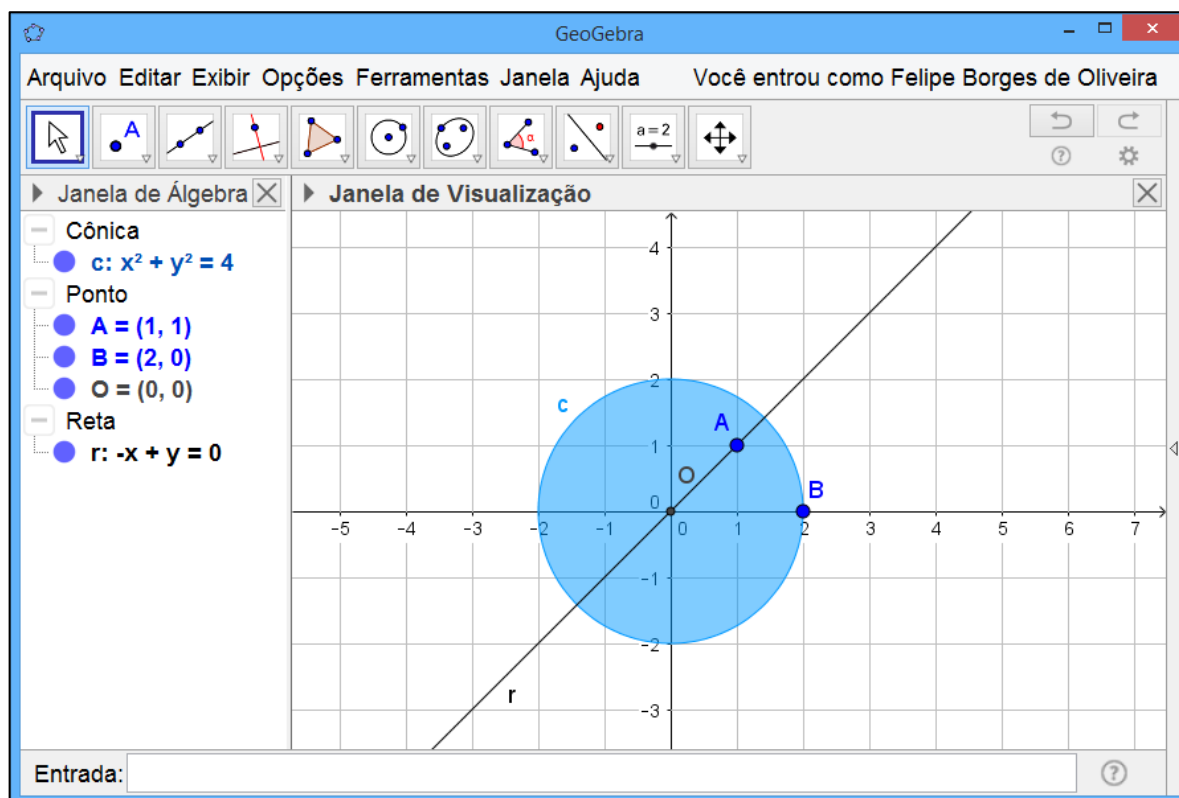 GeoGebra
Arquivo Editar Exibir Opções Ferramentas Janela Ajuda Você entrou como Felipe Borges de Oliveira
A α a = 2
Janela de Álgebra Janela de Visualização
Cônica
c: x² + y² = 4
Ponto
A = (1, 1)
B = (2, 0)
O = (0, 0)
Reta
r: -x + y = 0
4
3
2
c
A
1
O
B
0
-5 -4 -3 -2 -1 0 1 2 3 4 5 6 7
-1
-2
r
-3
Entrada: